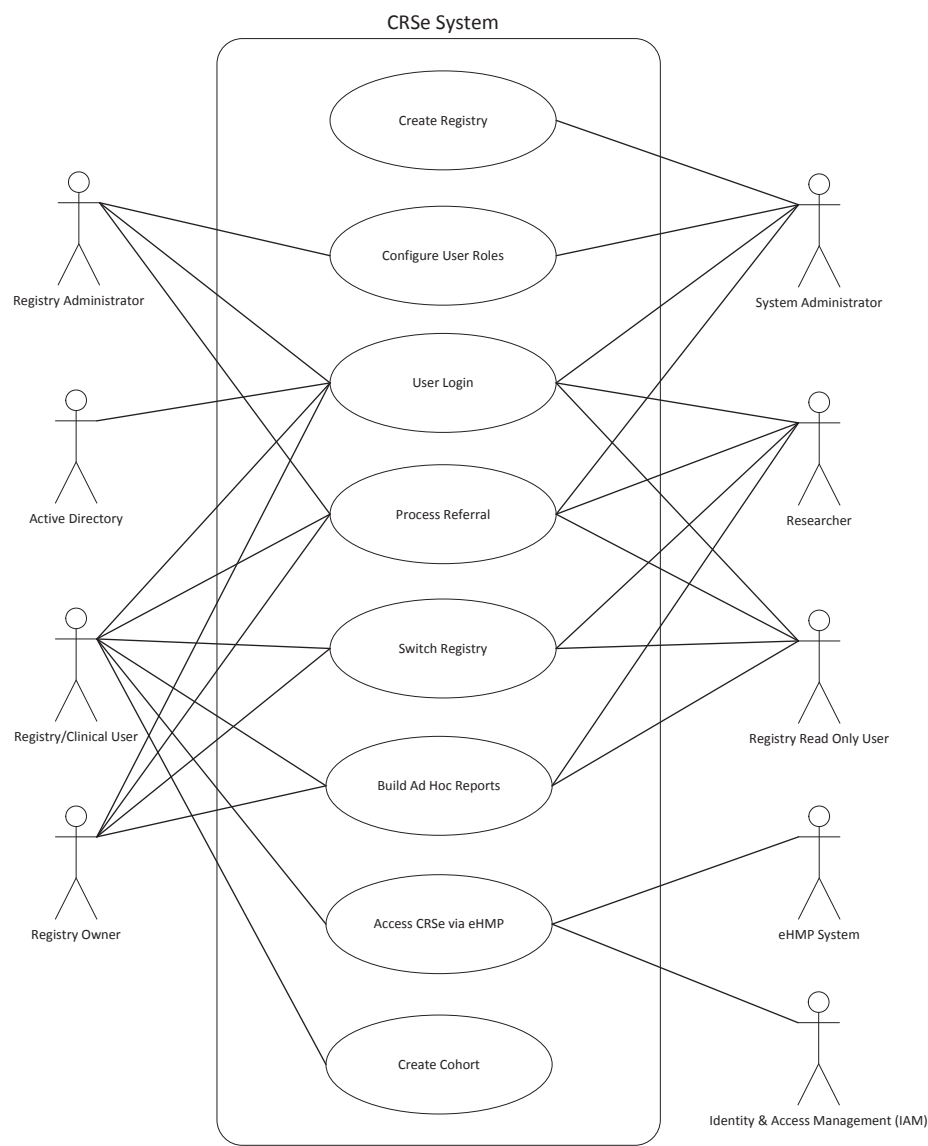 CRSe System
Create Registry
Registry Administrator
Configure User Roles
System Administrator
User Login
Active Directory
Process Referral
Researcher
Registry/Clinical User
Switch Registry
Registry Read Only User
Build Ad Hoc Reports
Registry Owner
Access CRSe via eHMP
eHMP System
Create Cohort
Identity & Access Management (IAM)